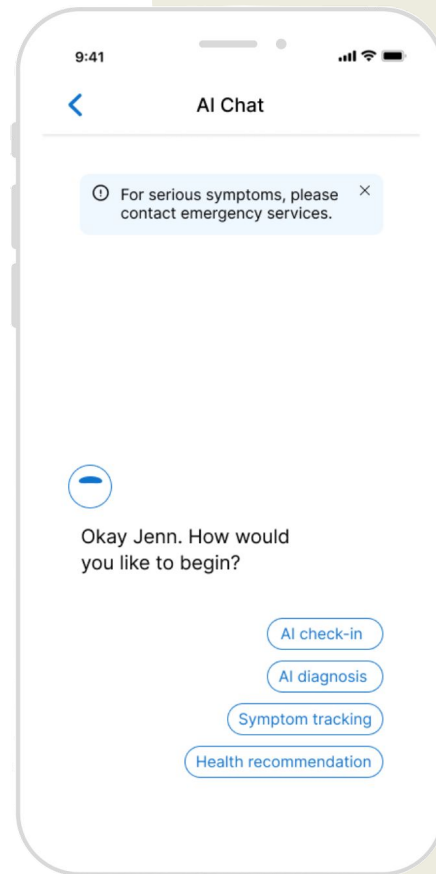 9:41
AI Chat
For serious symptoms, please
contact emergency services.
Okay Jenn. How would
you like to begin?
AI check-in
AI diagnosis
Symptom tracking
Health recommendation